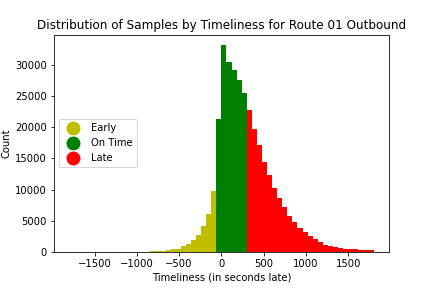 Distribution of Samples by Timeliness for Route 01 Outbound
30000
25000
20000
15000
10000
5000
0
Count
Early
On Time
Late
−1500 −1000 −500 0 500 1000 1500
Timeliness (in seconds late)